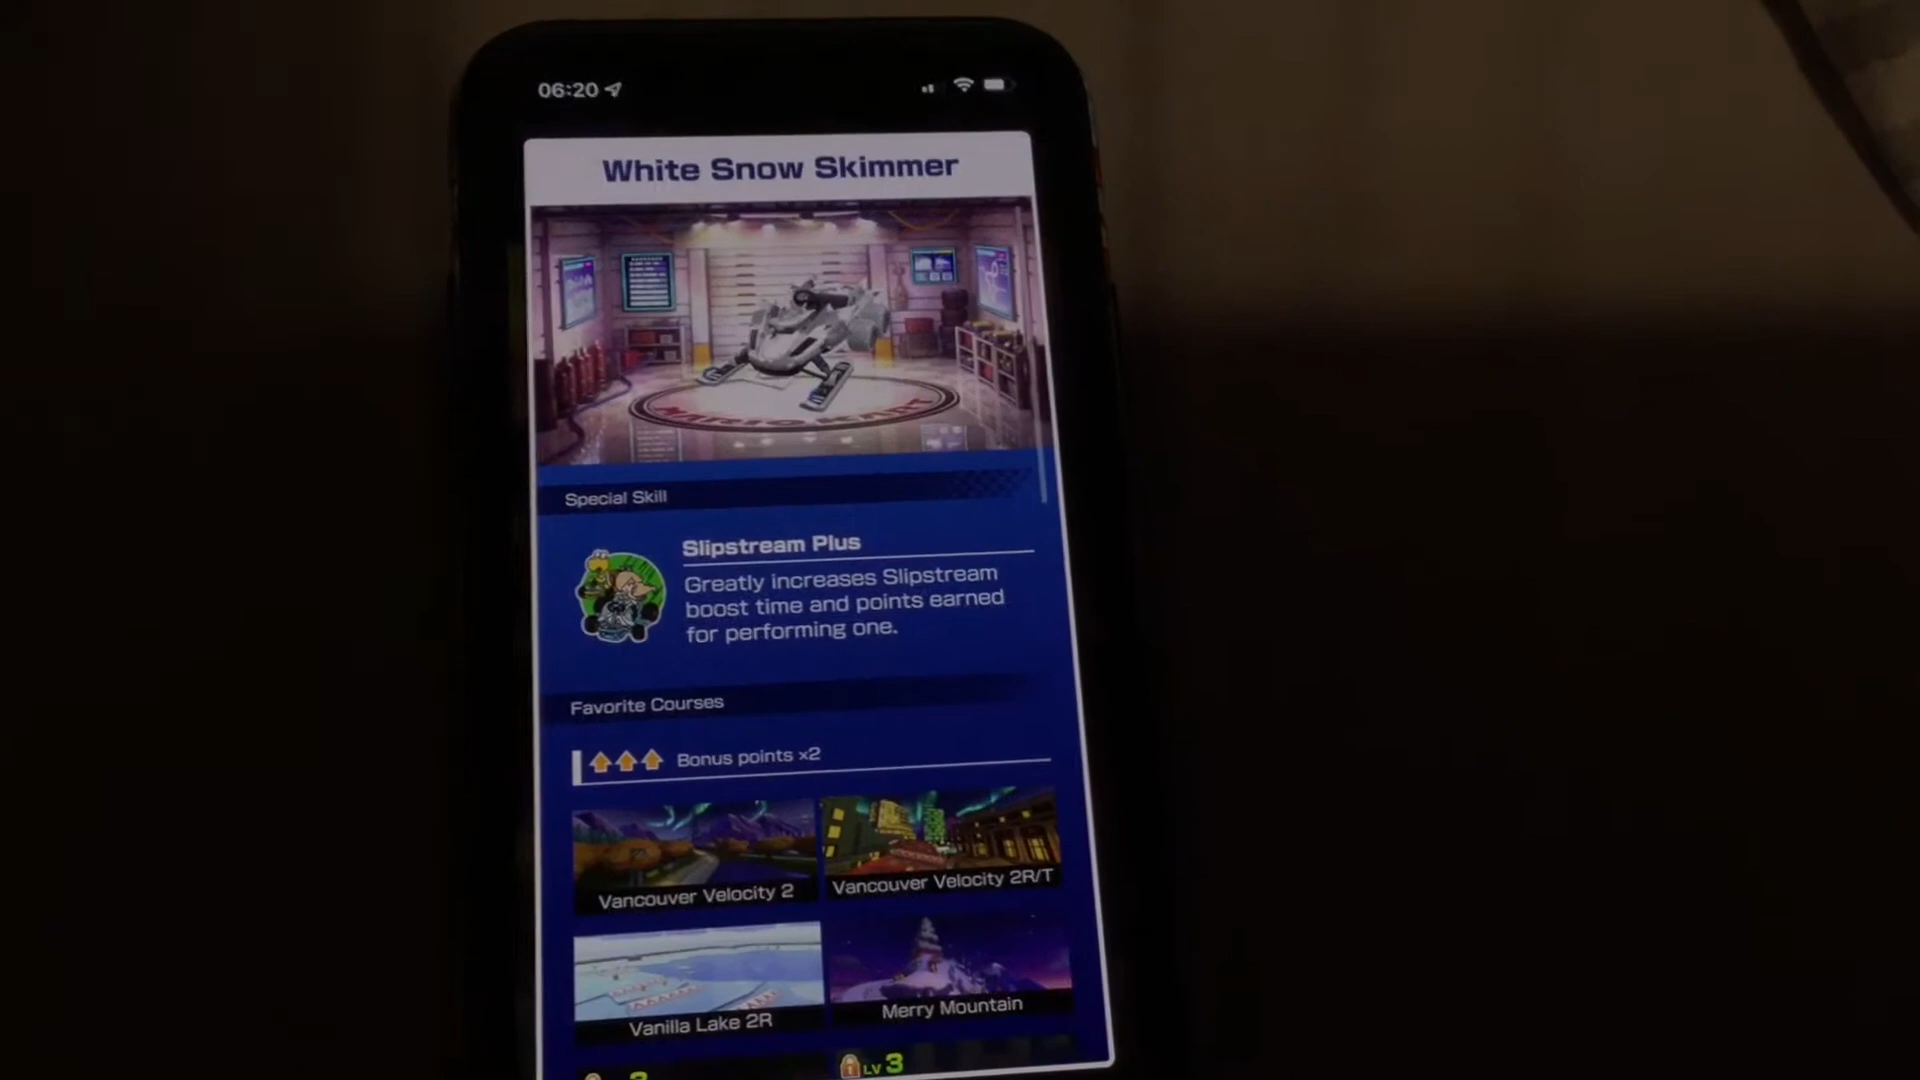 06:20
White Snow Skimmer
MARIO KART
Special Skill
Slipstream Plus
Greatly increases Slipstream
boost time and points earned
for performing one.
Favorite Courses
Bonus points ×2
Vancouver Velocity 2
Vancouver Velocity 2R/T
Vanilla Lake 2R
Merry Mountain
LV 3